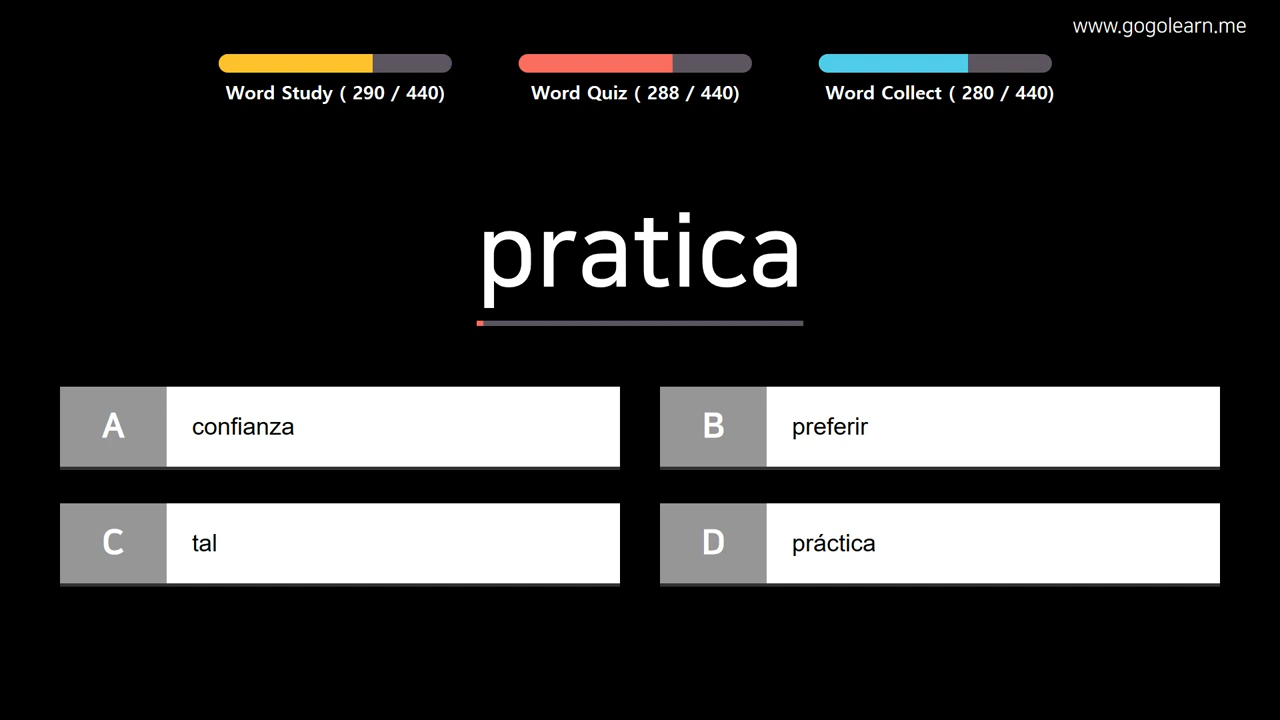 www.gogolearn.me
Word Study ( 290 / 440)
Word Quiz ( 288 / 440)
Word Collect ( 280 / 440)
pratica
A confianza
B preferir
C tal
D práctica